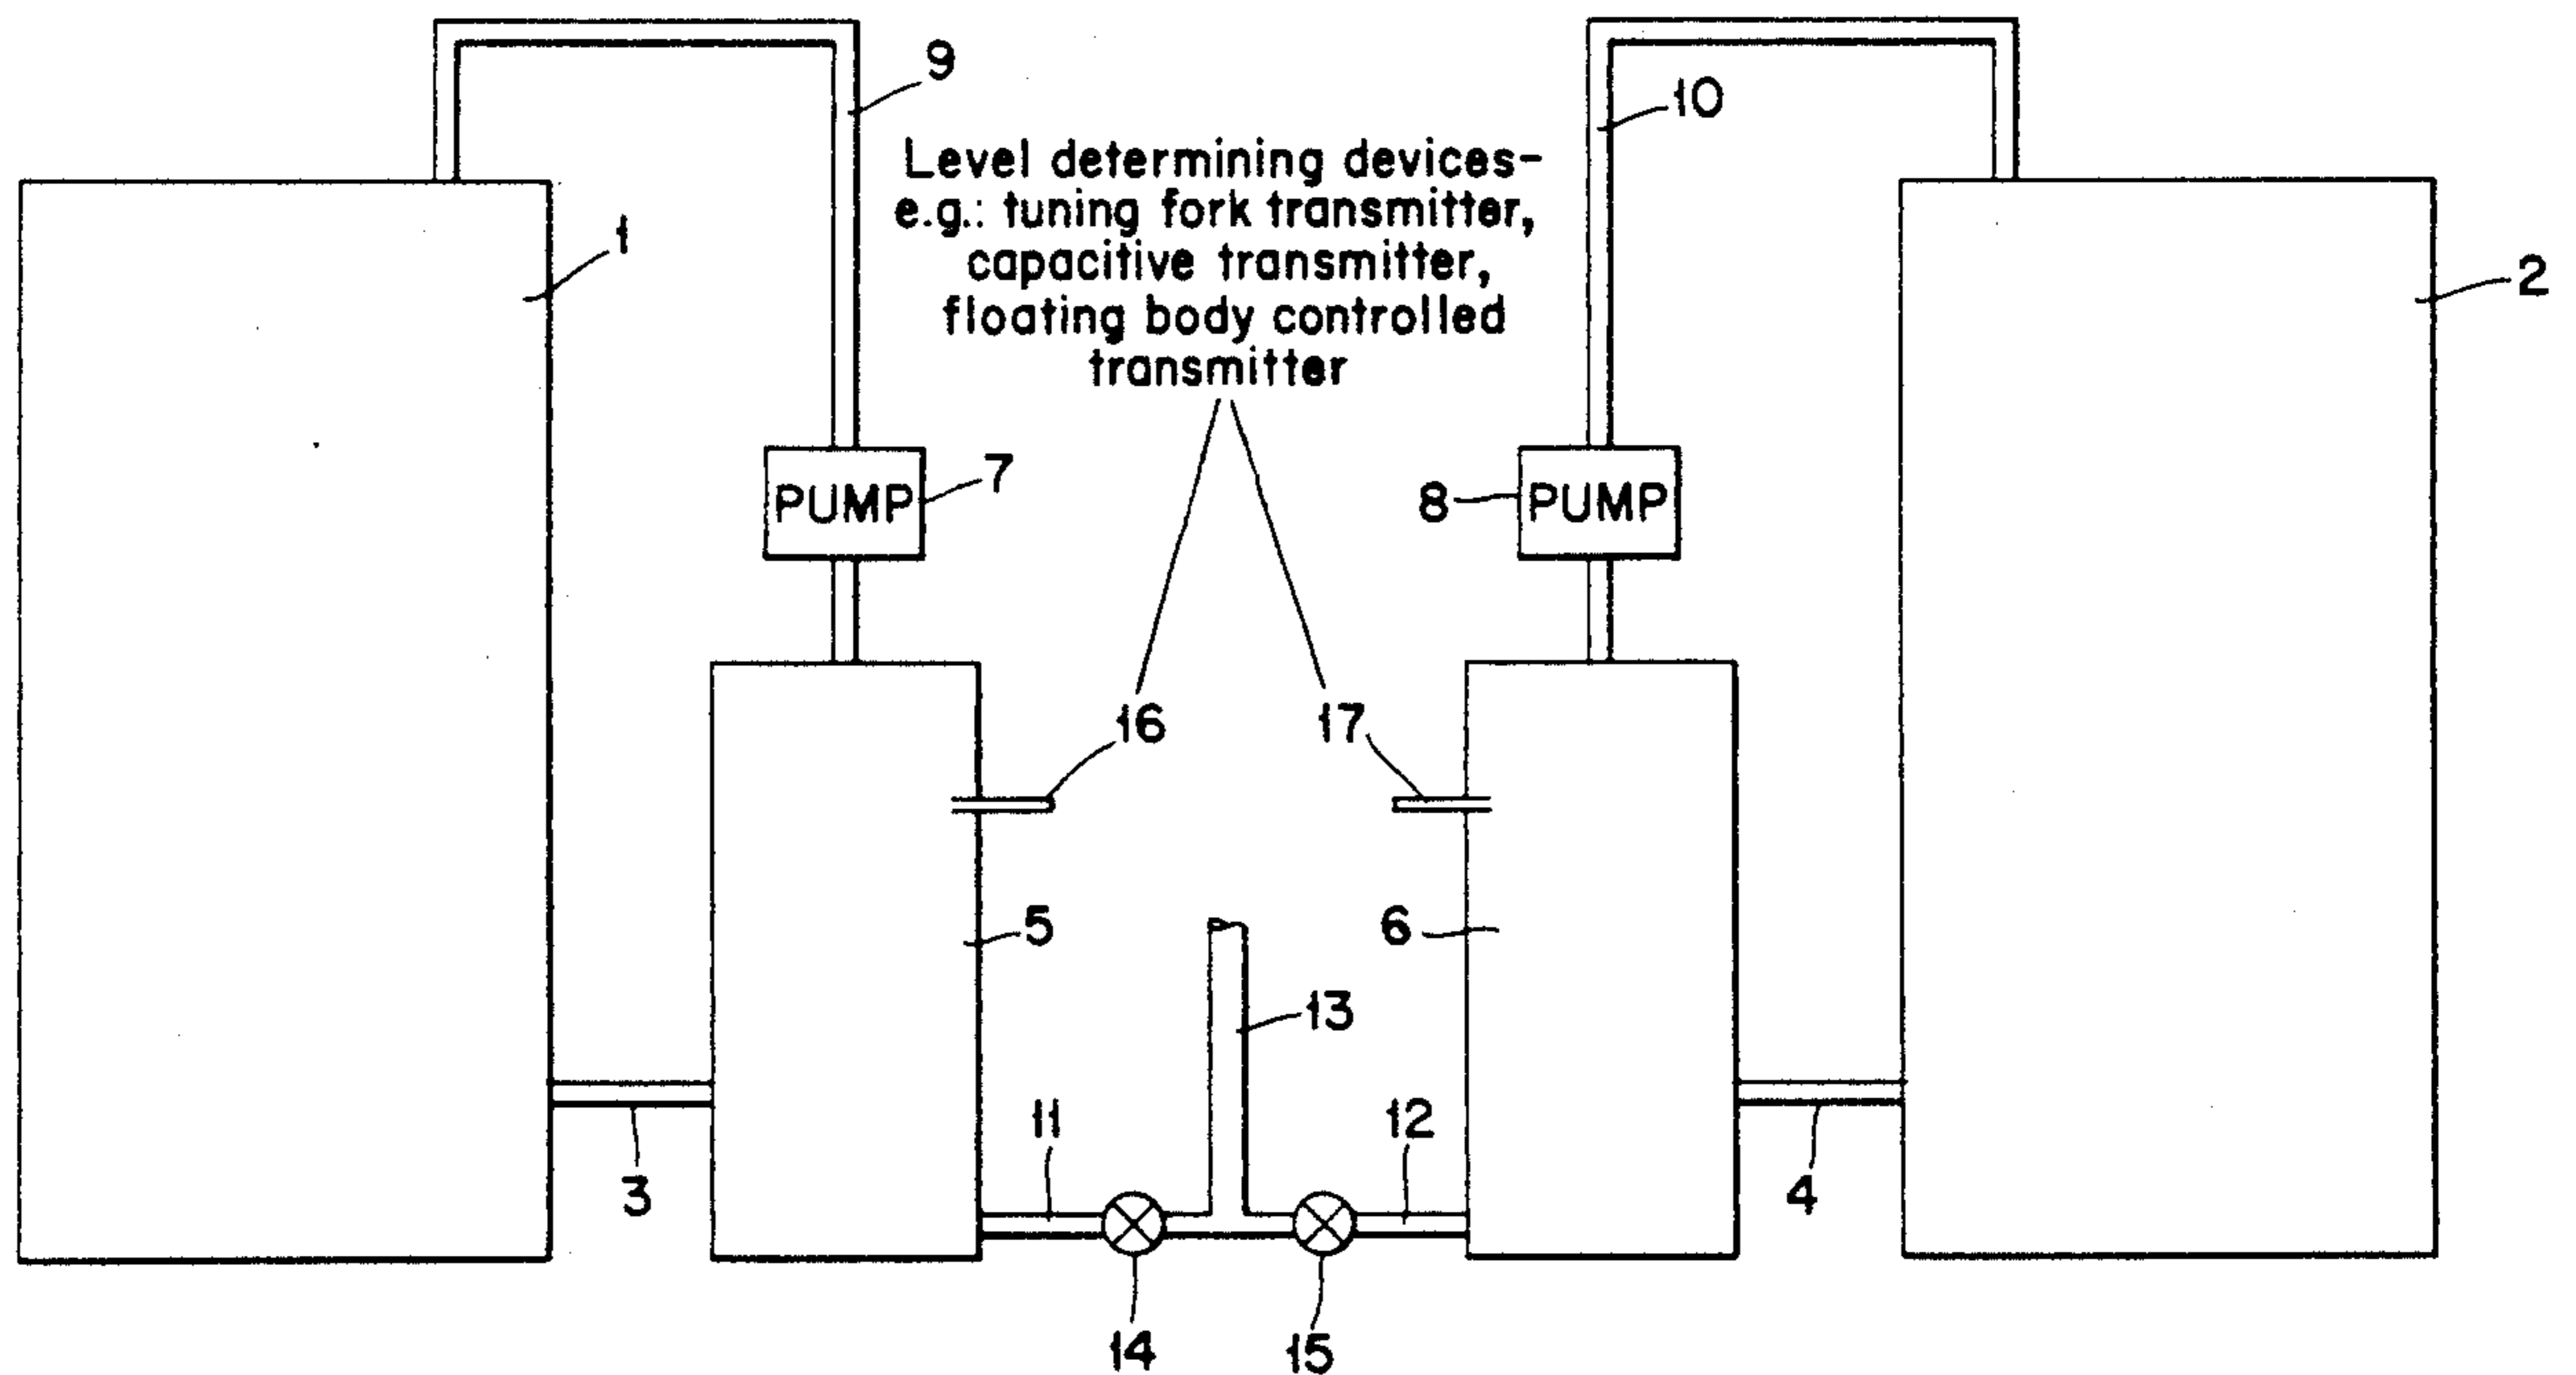 9
10
Level determining devices-
e.g.: tuning fork transmitter,
capacitive transmitter,
floating body controlled
transmitter
1
2
PUMP
7
8
PUMP
16
17
5
6
13
11
12
3
4
14
15